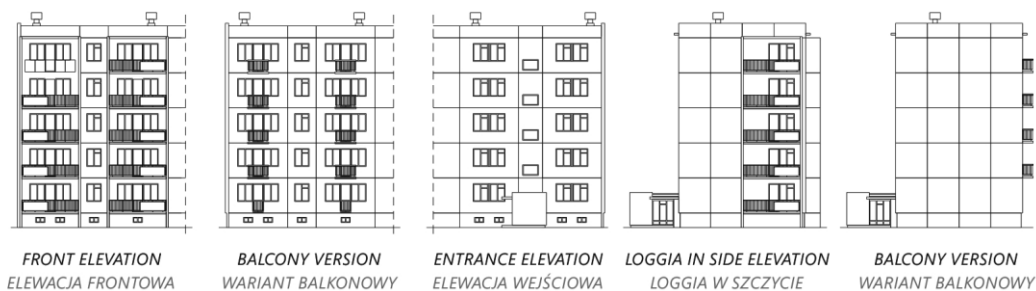 FRONT ELEVATION
ELEWACJA FRONTOWA
BALCONY VERSION
WARIANT BALKONOWY
ENTRANCE ELEVATION
ELEWACJA WEJŚCIOWA
LOGGIA IN SIDE ELEVATION
LOGGIA W SZCZYCIE
BALCONY VERSION
WARIANT BALKONOWY